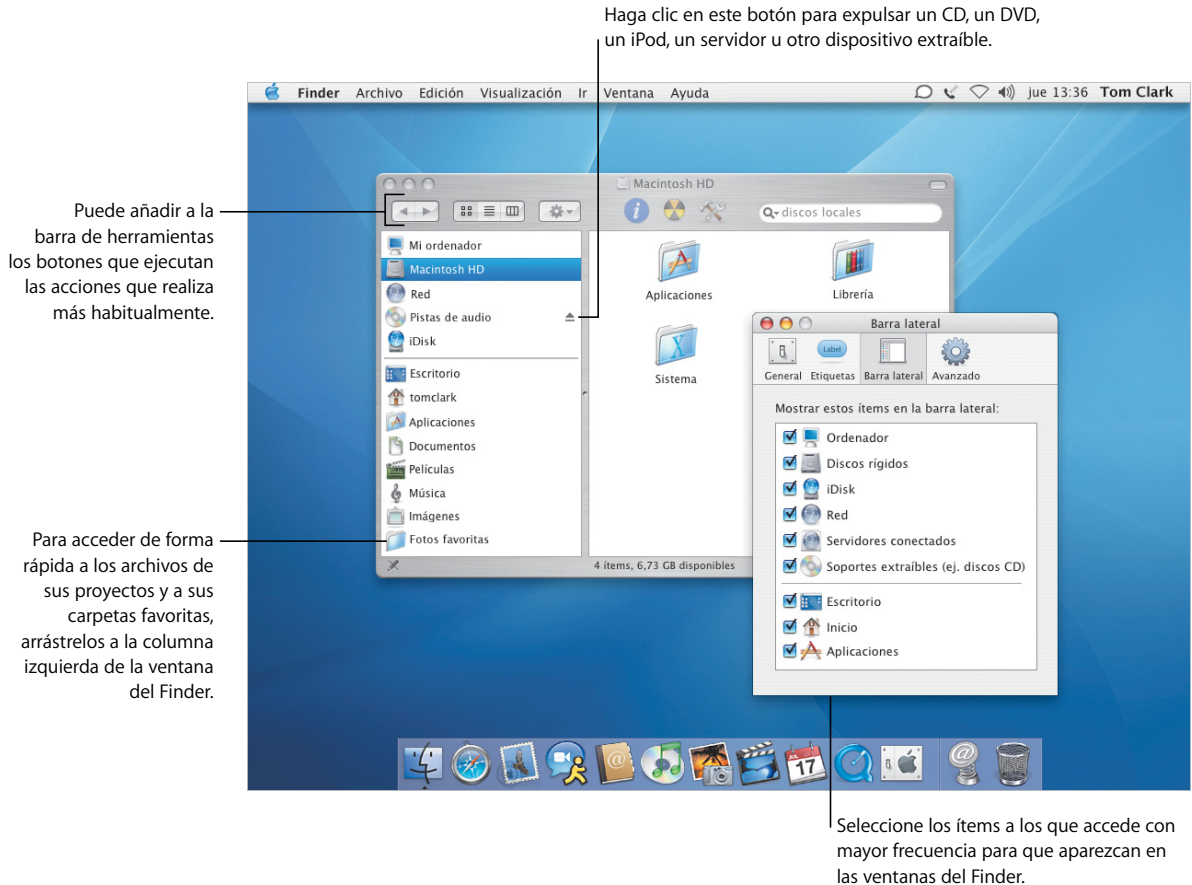 Haga clic en este botón para expulsar un CD, un DVD,
un iPod, un servidor u otro dispositivo extraíble.
Finder Archivo Edición Visualización Ir Ventana Ayuda jue 13:36 Tom Clark
Puede añadir a la
barra de herramientas
los botones que ejecutan
las acciones que realiza
más habitualmente.
Macintosh HD
discos locales
Mi ordenador
Macintosh HD
Red
Pistas de audio
iDisk
Escritorio
tomclark
Aplicaciones
Documentos
Películas
Música
Imágenes
Fotos favoritas
Aplicaciones
Librería
Sistema
4 ítems, 6,73 GB disponibles
Barra lateral
Label
General Etiquetas Barra lateral Avanzado
Mostrar estos ítems en la barra lateral:
Ordenador
Discos rígidos
iDisk
Red
Servidores conectados
Soportes extraíbles (ej. discos CD)
Escritorio
Inicio
Aplicaciones
Para acceder de forma
rápida a los archivos de
sus proyectos y a sus
carpetas favoritas,
arrástrelos a la columna
izquierda de la ventana
del Finder.
17
Seleccione los ítems a los que accede con
mayor frecuencia para que aparezcan en
las ventanas del Finder.